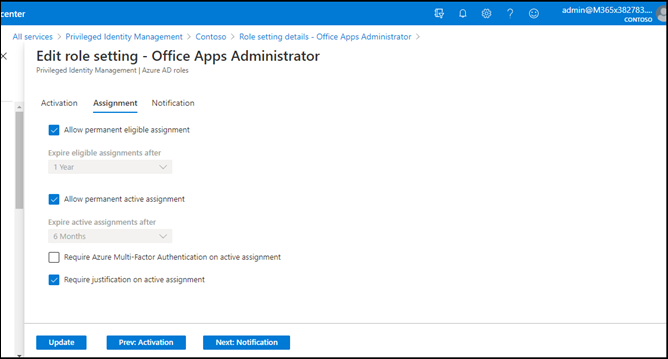 center
admin@M365x382783....
CONTOSO
All services > Privileged Identity Management > Contoso > Role setting details - Office Apps Administrator >
Edit role setting - Office Apps Administrator
Privileged Identity Management | Azure AD roles
Activation Assignment Notification
Allow permanent eligible assignment
Expire eligible assignments after
1 Year
Allow permanent active assignment
Expire active assignments after
6 Months
Require Azure Multi-Factor Authentication on active assignment
Require justification on active assignment
Update Prev: Activation Next: Notification